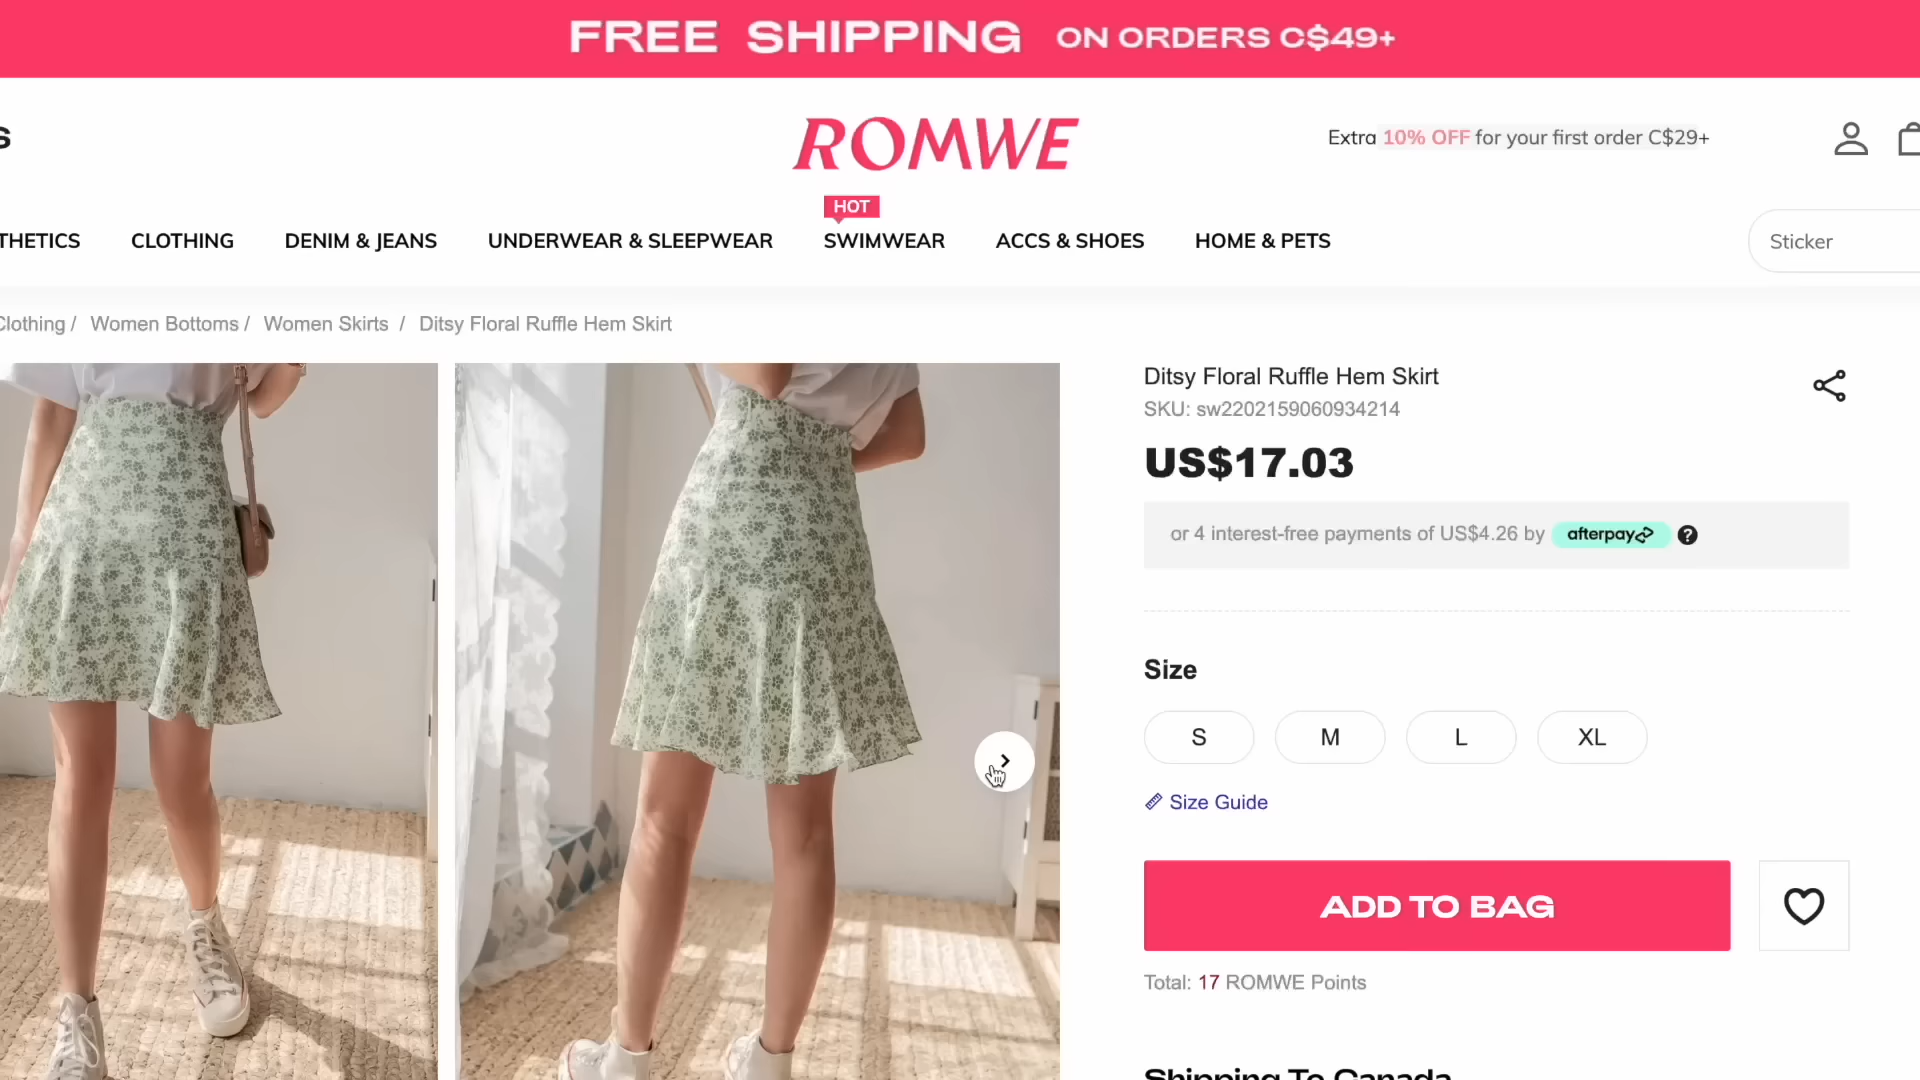 FREE SHIPPING ON ORDERS C$49+
S
ROMWE
Extra 10% OFF for your first order C$29+
HOT
THETICS CLOTHING DENIM & JEANS UNDERWEAR & SLEEPWEAR SWIMWEAR ACCS & SHOES HOME & PETS
Sticker
Clothing / Women Bottoms / Women Skirts / Ditsy Floral Ruffle Hem Skirt
Ditsy Floral Ruffle Hem Skirt
SKU: sw2202159060934214
US$17.03
or 4 interest-free payments of US$4.26 by afterpay ?
Size
S M L XL
Size Guide
ADD TO BAG
Total: 17 ROMWE Points
Shipping To Canada